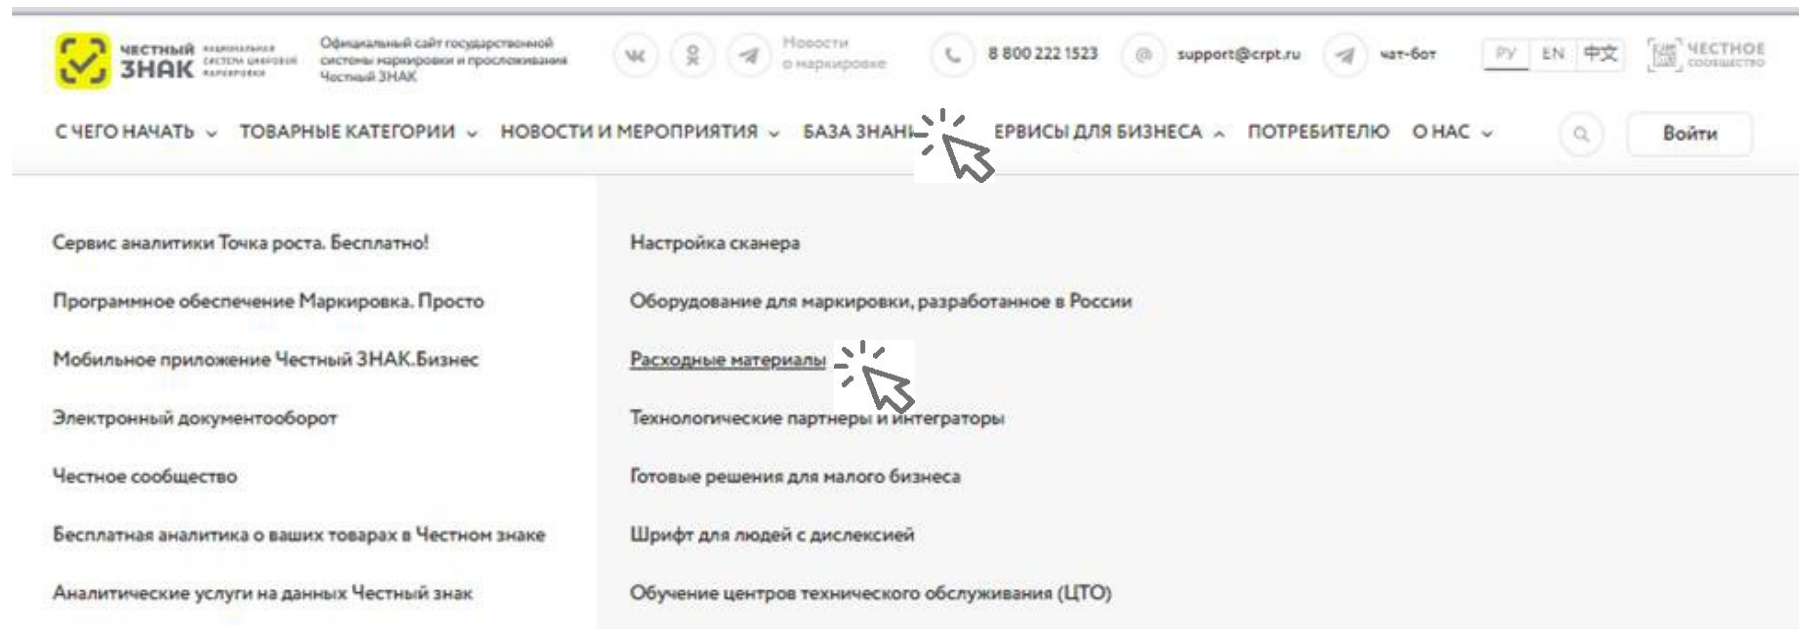 ЧЕСТНЫЙ
ЗНАК
НАЦИОНАЛЬНАЯ
СИСТЕМА ЦИФРОВОЙ
МАРКИРОВКИ
Официальный сайт государственной
системы маркировки и прослеживания
Честный ЗНАК
Новости
о маркировке
8 800 222 1523
@
support@crpt.ru
чат-бот
РУ EN 中文
ЧЕСТНОЕ
СООБЩЕСТВО
С ЧЕГО НАЧАТЬ ТОВАРНЫЕ КАТЕГОРИИ НОВОСТИ И МЕРОПРИЯТИЯ БАЗА ЗНАНИ ЕРВИСЫ ДЛЯ БИЗНЕСА ПОТРЕБИТЕЛЮ О НАС Войти
Сервис аналитики Точка роста. Бесплатно!
Программное обеспечение Маркировка. Просто
Мобильное приложение Честный ЗНАК.Бизнес
Электронный документооборот
Честное сообщество
Бесплатная аналитика о ваших товарах в Честном знаке
Аналитические услуги на данных Честный знак
Настройка сканера
Оборудование для маркировки, разработанное в России
Расходные материалы
Технологические партнеры и интеграторы
Готовые решения для малого бизнеса
Шрифт для людей с дислексией
Обучение центров технического обслуживания (ЦТО)